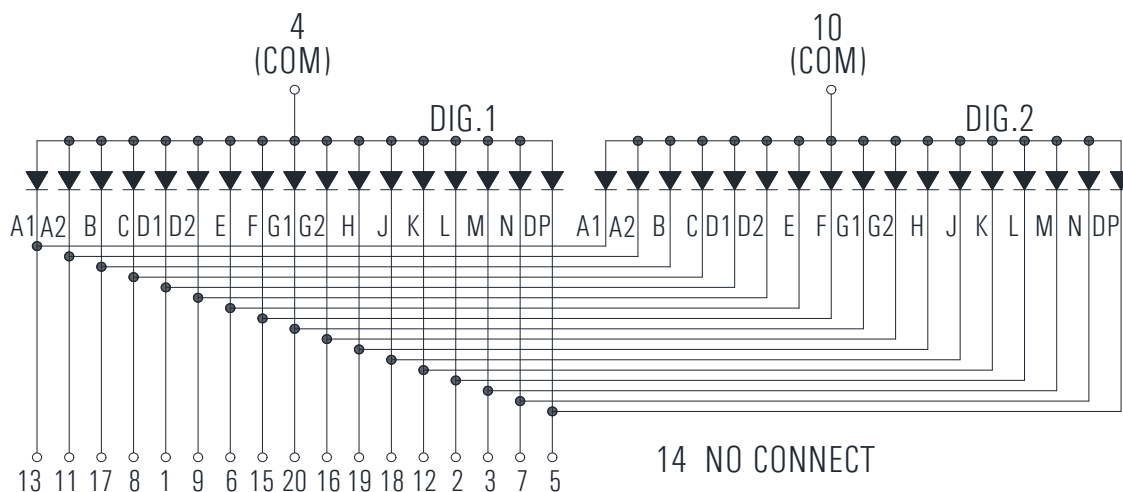 4
(COM)
10
(COM)
DIG.1
DIG.2
A1 A2 B C D1 D2 E F G1 G2 H J K L M N DP
A1 A2 B C D1 D2 E F G1 G2 H J K L M N DP
14 NO CONNECT
13 11 17 8 1 9 6 15 20 16 19 18 12 2 3 7 5